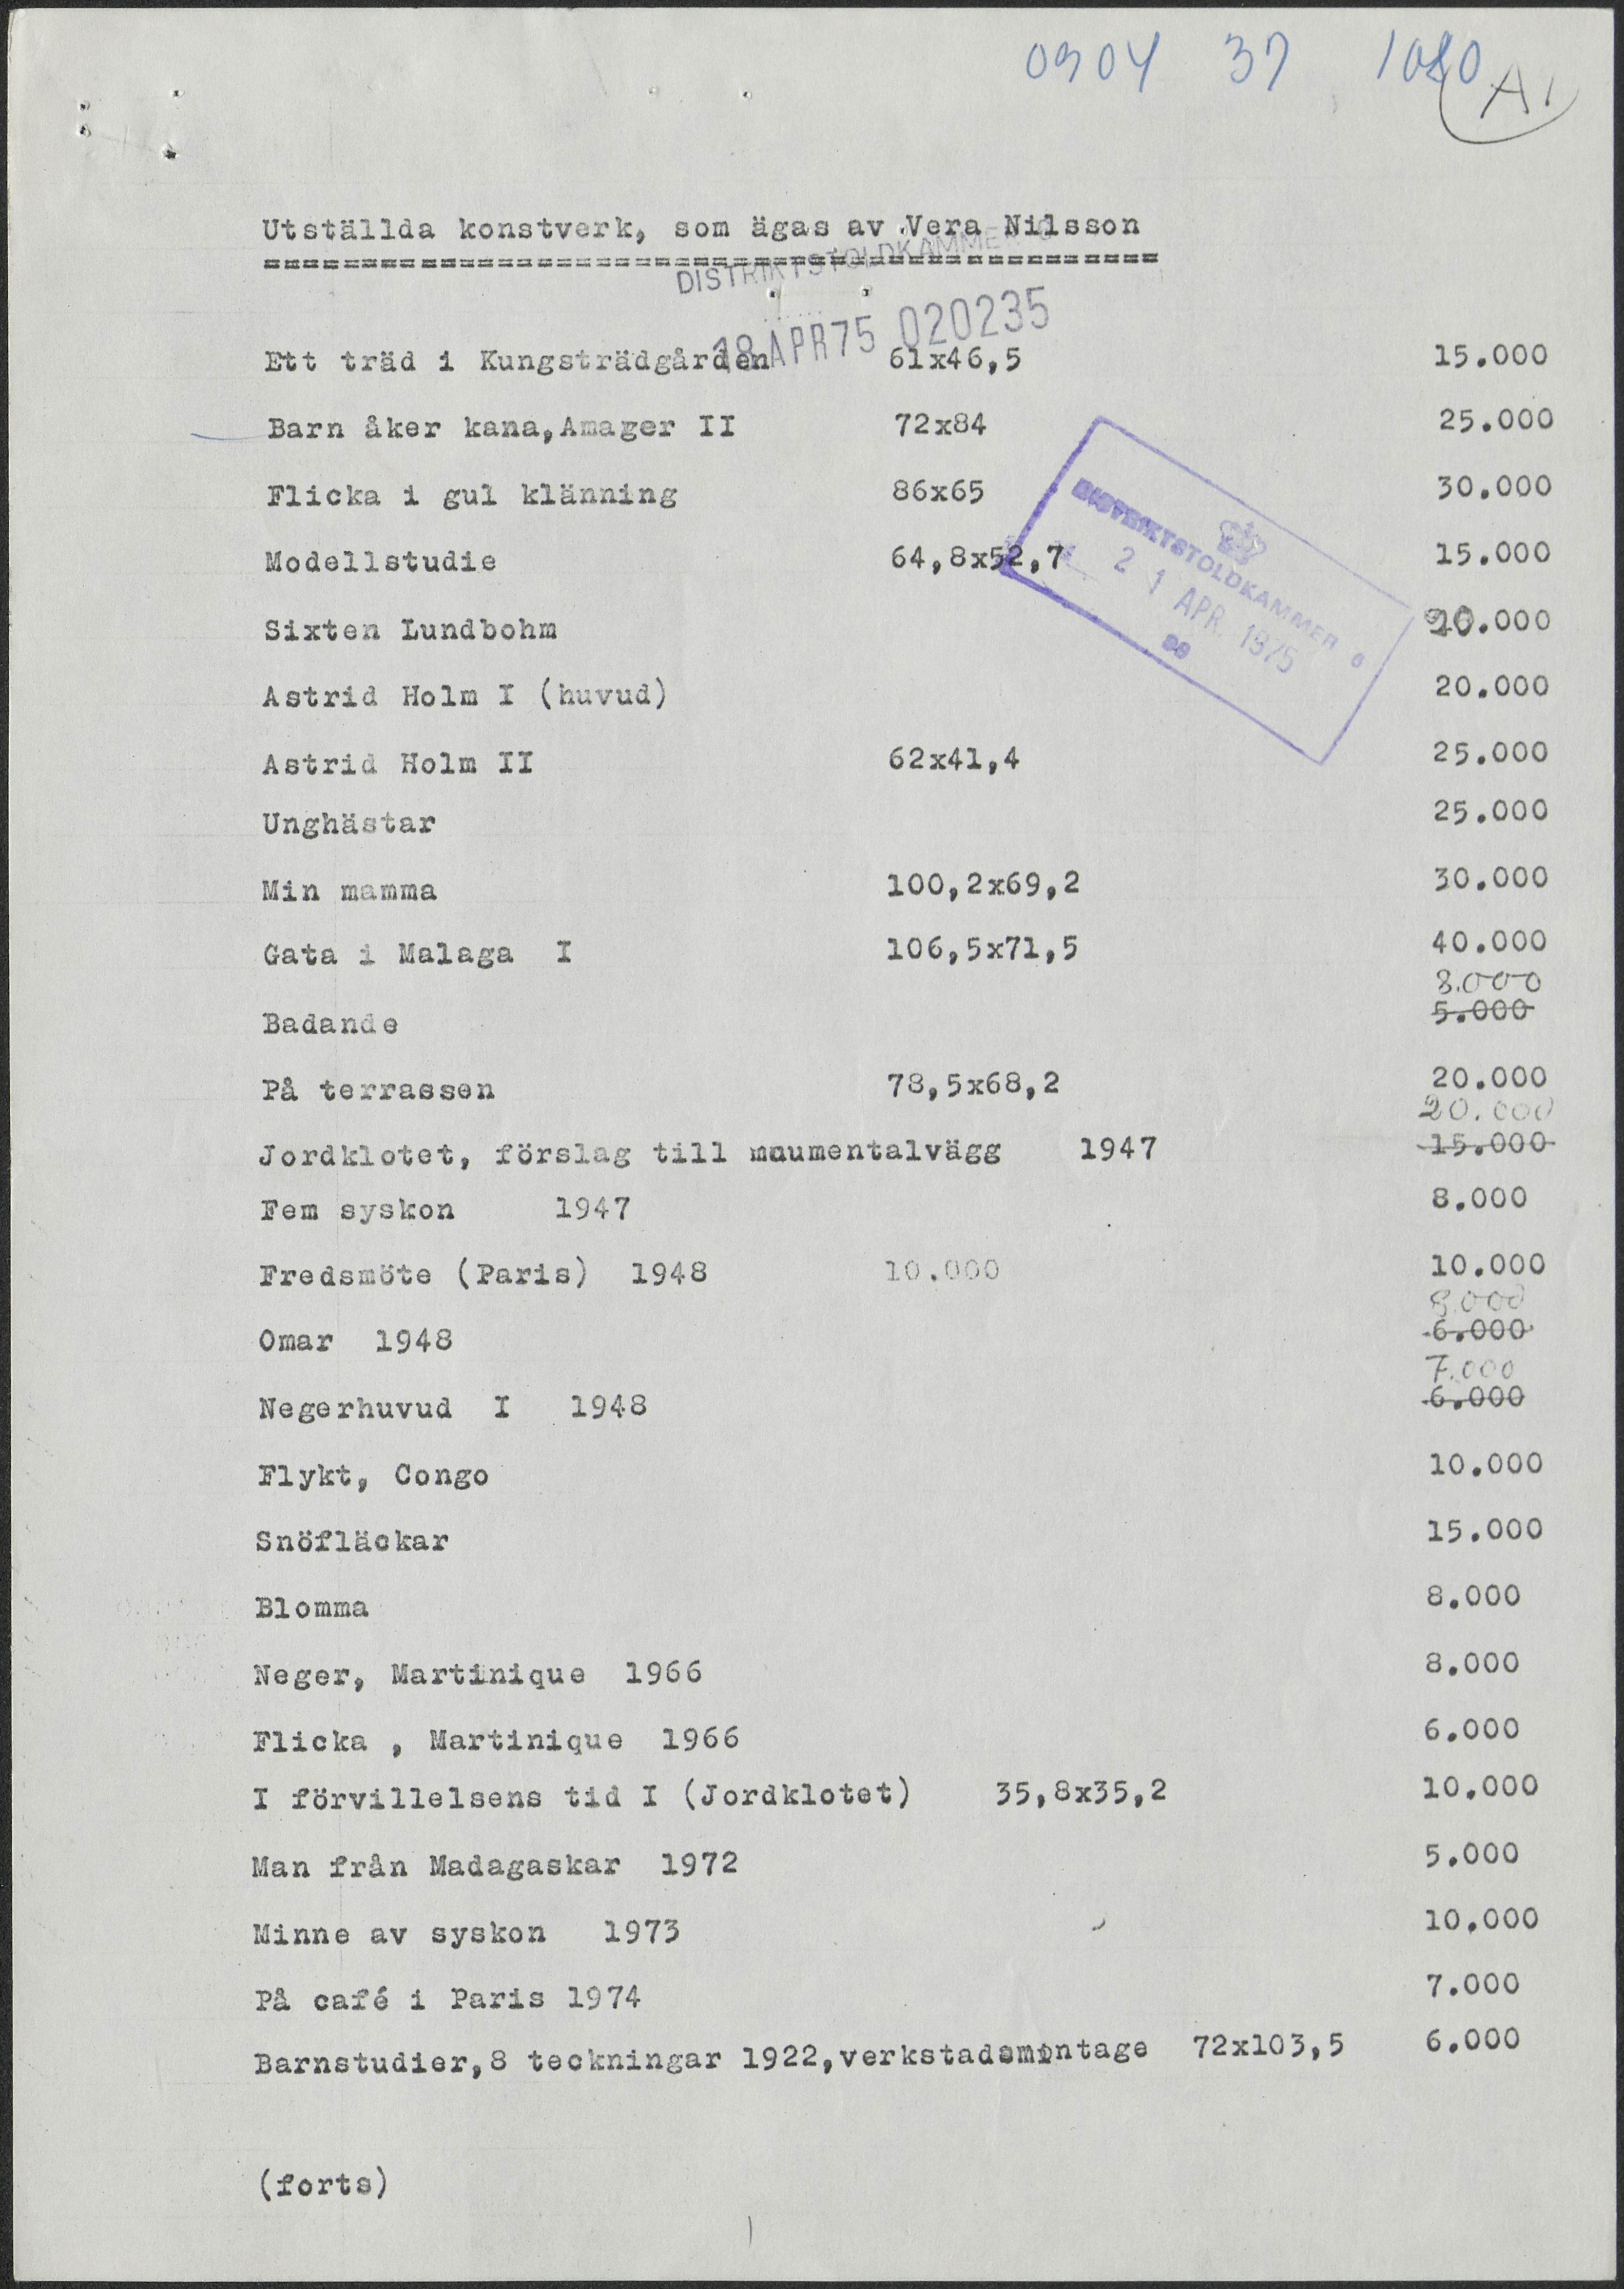 0904 37 1080 A1
Utställda konstverk, som ägas av Vera Nilsson
DISTRIKTSTOLDKAMMER
18 APR 75 020235
Ett träd i Kungsträdgården 61x46,5 15.000
Barn åker kana,Amager II 72x84 25.000
Flicka i gul klänning 86x65 30.000
DISTRIKTSTOLDKAMMER 6
2 1 APR. 1975
Modellstudie 64,8x52,7 15.000
Sixten Lundbohm 20.000
Astrid Holm I (huvud) 20.000
Astrid Holm II 62x41,4 25.000
Unghästar 25.000
Min mamma 100,2x69,2 30.000
Gata i Malaga I 106,5x71,5 40.000
8.000
Badande 5.000
På terrassen 78,5x68,2 20.000
20.000
Jordklotet, förslag till mnumentalvägg 1947 15.000
Fem syskon 1947 8.000
Fredsmöte (Paris) 1948 10.000 10.000
8.000
Omar 1948 6.000
7.000
Negerhuvud I 1948 6.000
Flykt, Congo 10.000
Snöfläckar 15.000
Blomma 8.000
Neger, Martinique 1966 8.000
Flicka , Martinique 1966 6.000
I förvillelsens tid I (Jordklotet) 35,8x35,2 10.000
Man från Madagaskar 1972 5.000
Minne av syskon 1973 10.000
På café i Paris 1974 7.000
Barnstudier,8 teckningar 1922,verkstadsmontage 72x103,5 6.000
(forts)